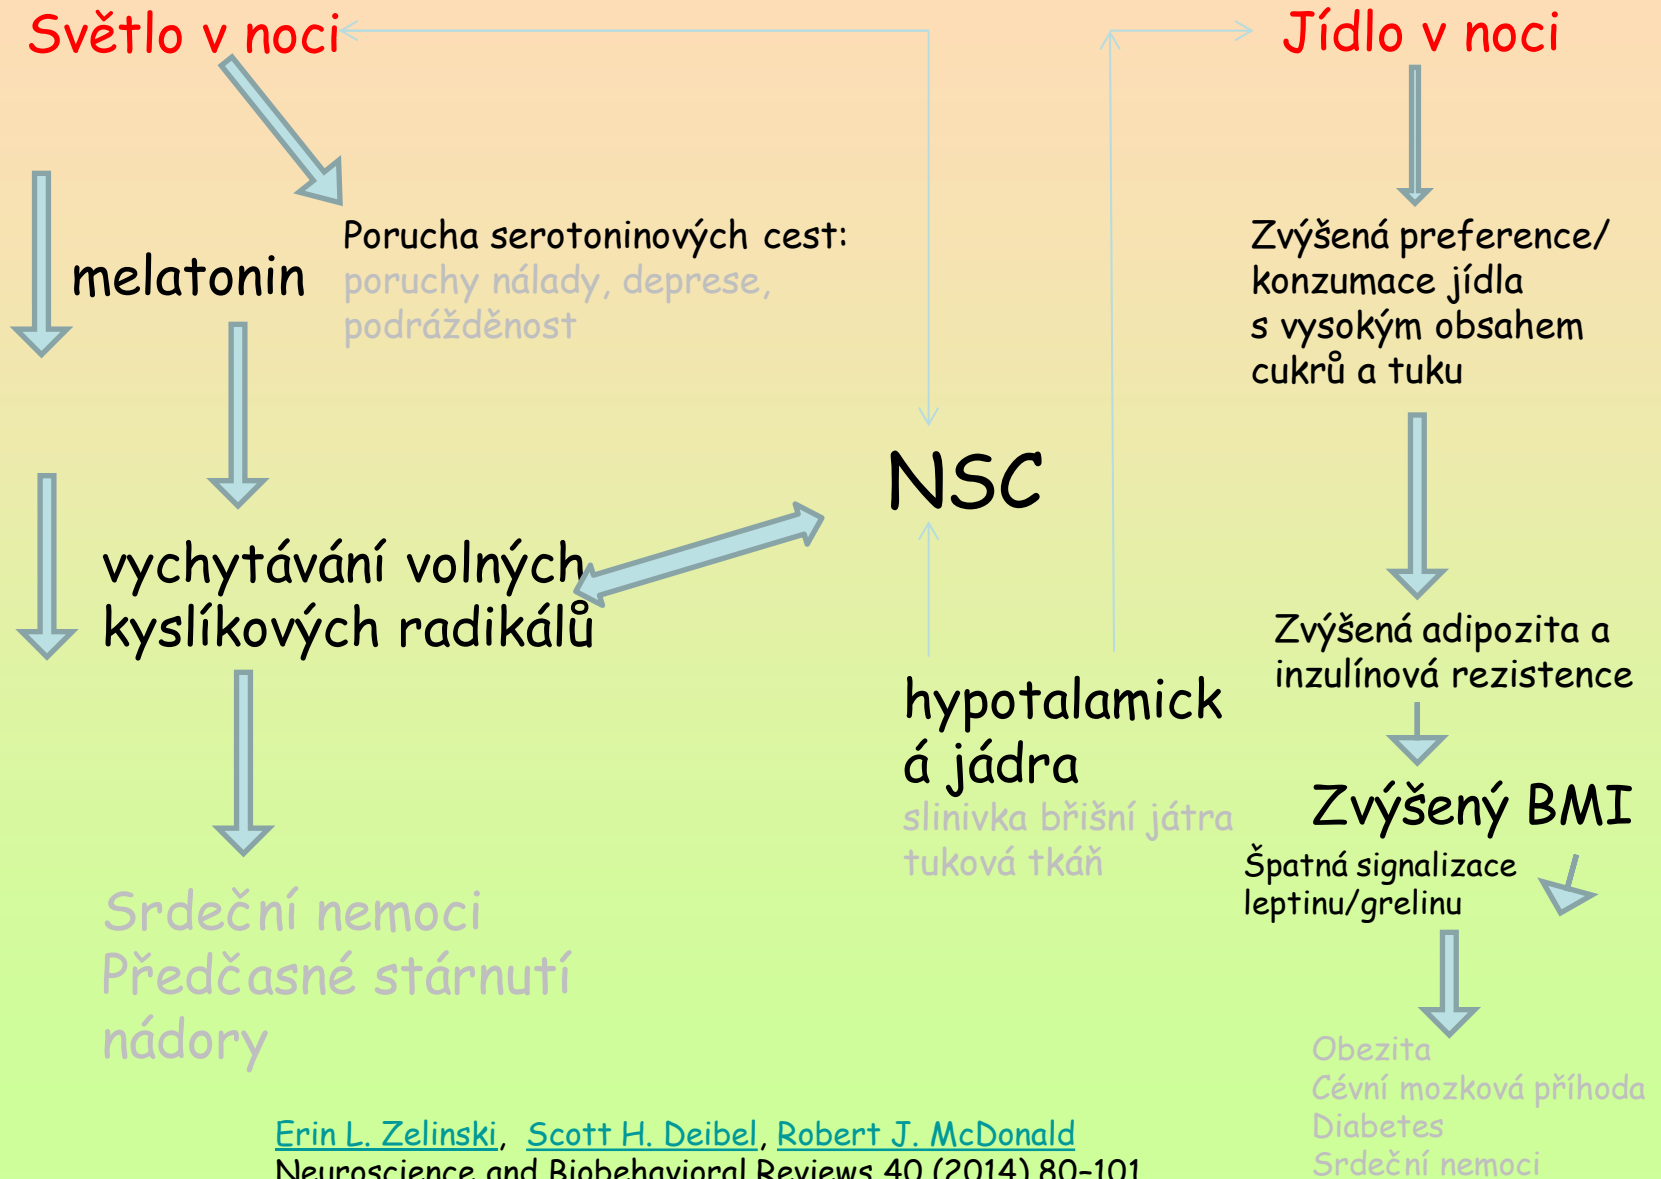 Světlo v noci
Jídlo v noci
melatonin
Porucha serotoninových cest:
poruchy nálady, deprese,
podrážděnost
Zvýšená preference/
konzumace jídla
s vysokým obsahem
cukrů a tuku
NSC
vychytávání volných
kyslíkových radikálů
Zvýšená adipozita a
inzulínová rezistence
hypotalamick
á jádra
slinivka břišní játra
tuková tkáň
Zvýšený BMI
Špatná signalizace
leptinu/grelinu
Srdeční nemoci
Předčasné stárnutí
nádory
Obezita
Cévní mozková příhoda
Diabetes
Srdeční nemoci
Erin L. Zelinski, Scott H. Deibel, Robert J. McDonald
Neuroscience and Biobehavioral Reviews 40 (2014) 80–101